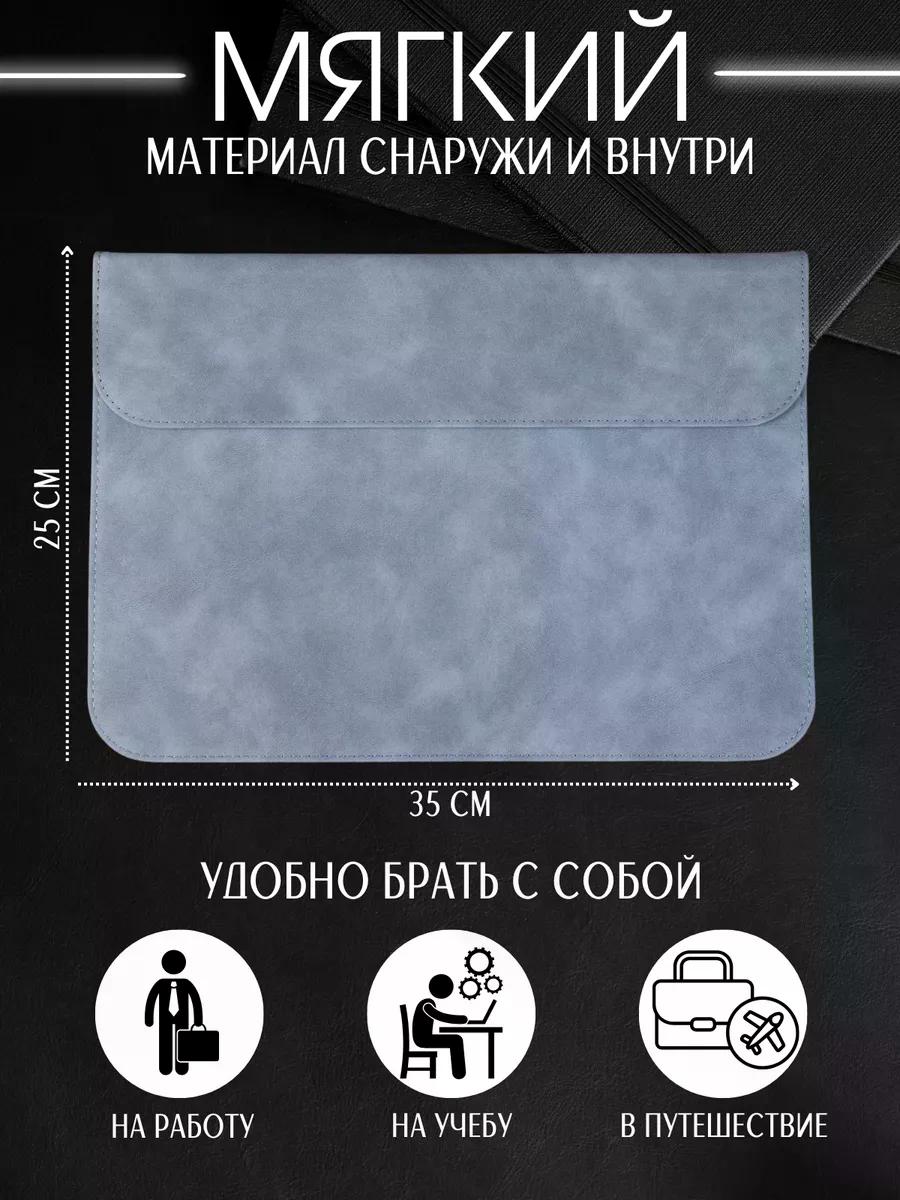 МЯГКИЙ
МАТЕРИАЛ СНАРУЖИ И ВНУТРИ
25 СМ
35 СМ
УДОБНО БРАТЬ С СОБОЙ
НА РАБОТУ
НА УЧЕБУ
В ПУТЕШЕСТВИЕ